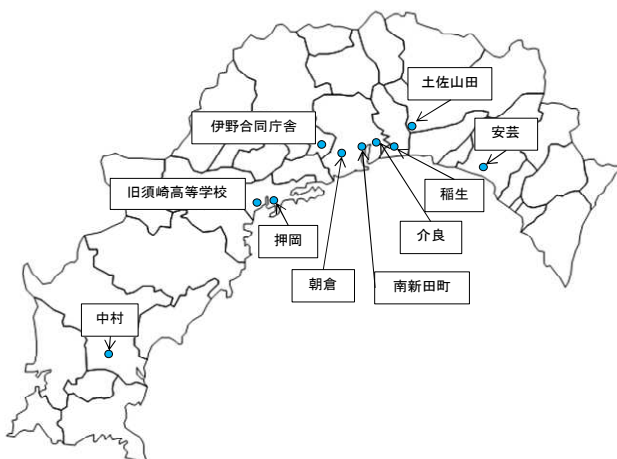 土佐山田
伊野合同庁舎
安芸
旧須崎高等学校
稲生
押岡
介良
朝倉
南新田町
中村